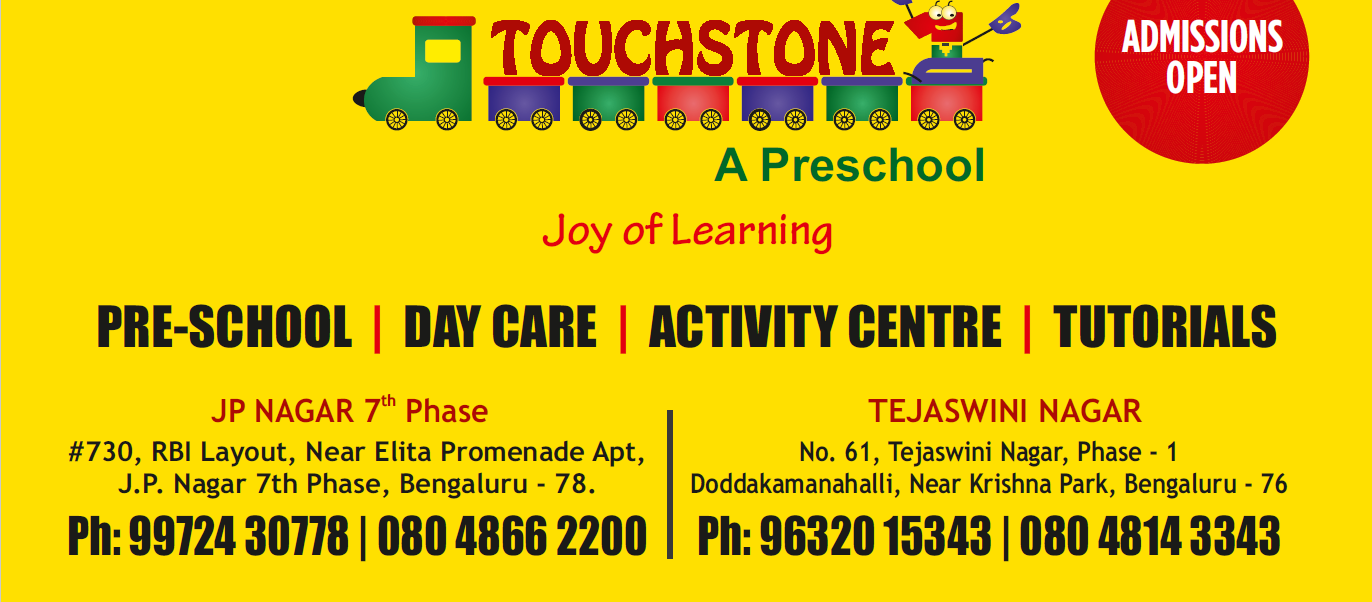 TOUCHSTONE
ADMISSIONS
OPEN
A Preschool
Joy of Learning
PRE-SCHOOL | DAY CARE | ACTIVITY CENTRE | TUTORIALS
JP NAGAR 7th Phase
#730, RBI Layout, Near Elita Promenade Apt,
J.P. Nagar 7th Phase, Bengaluru - 78.
Ph: 99724 30778 | 080 4866 2200
TEJASWINI NAGAR
No. 61, Tejaswini Nagar, Phase - 1
Doddakamanahalli, Near Krishna Park, Bengaluru - 76
Ph: 96320 15343 | 080 4814 3343